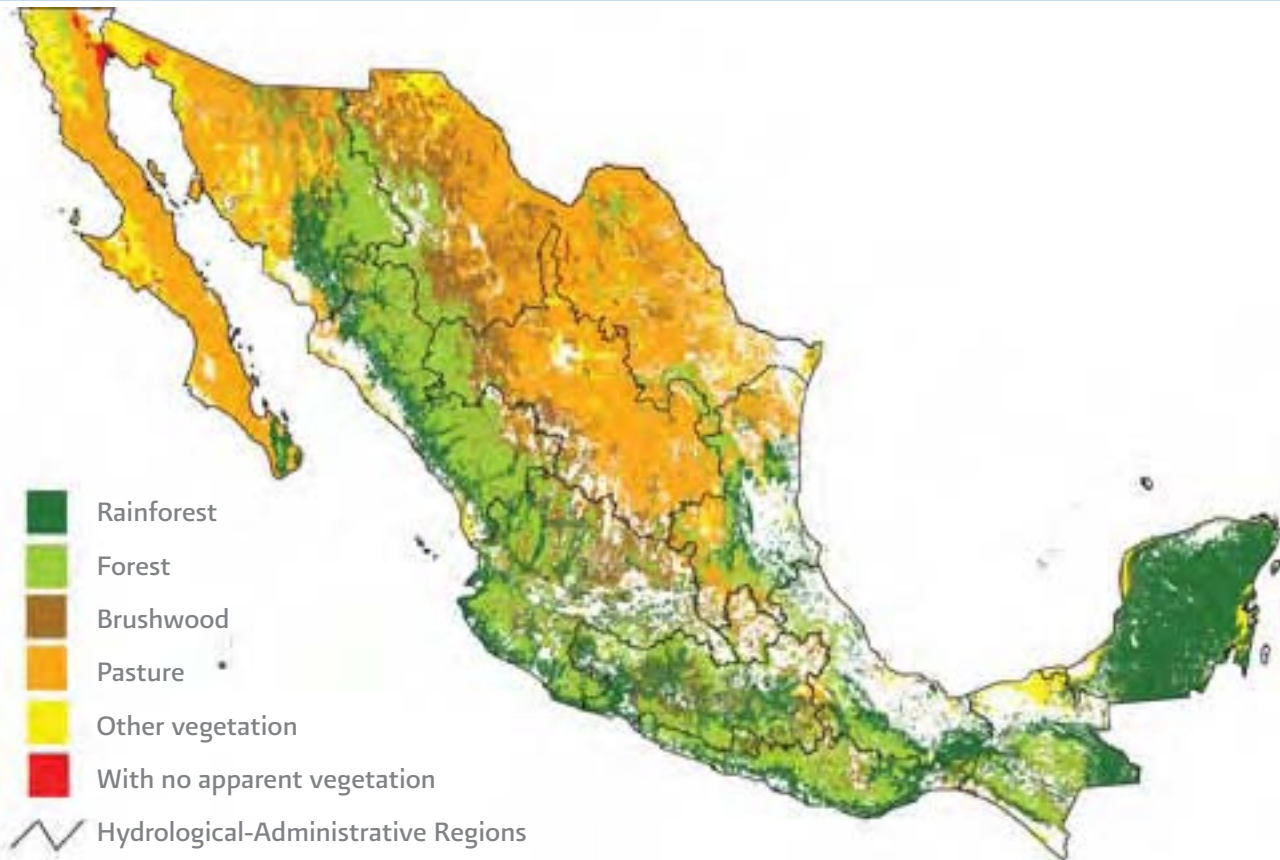 Rainforest
Forest
Brushwood
Pasture
Other vegetation
With no apparent vegetation
Hydrological-Administrative Regions